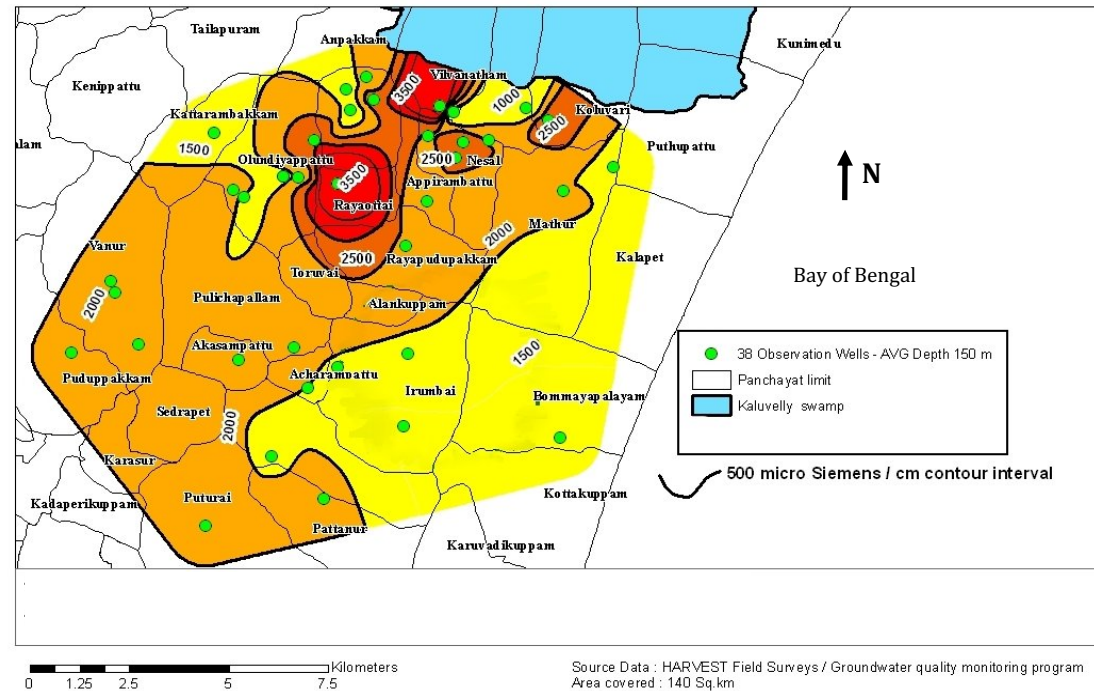 Tailapuram
Anpakkam
Kunimedu
Kenippattu
Vilvanatham
3500
1000
Kattarambakkam
Koluvari
2500
alam
1500
Puthupattu
Olundiyappattu
2500
Nesal
N
3500
Appirambattu
Rayaottai
Mathur
2000
Vanur
2500
Rayapudupakkam
Kalapet
Toruvai
Bay of Bengal
2000
Pulichapallam
Alankuppam
Akasampattu
1500
38 Observation Wells - AVG Depth 150 m
Puduppakkam
Acharampattu
Panchayat limit
Irumbai
Bommayapalayam
Kaluvelly swamp
Sedrapet
2000
Karasur
500 micro Siemens / cm contour interval
Kadaperikuppam
Puturai
Kottakuppam
Pattanur
Karuvadikuppam
Kilometers
0 1.25 2.5 5 7.5
Source Data : HARVEST Field Surveys / Groundwater quality monitoring program
Area covered : 140 Sq.km